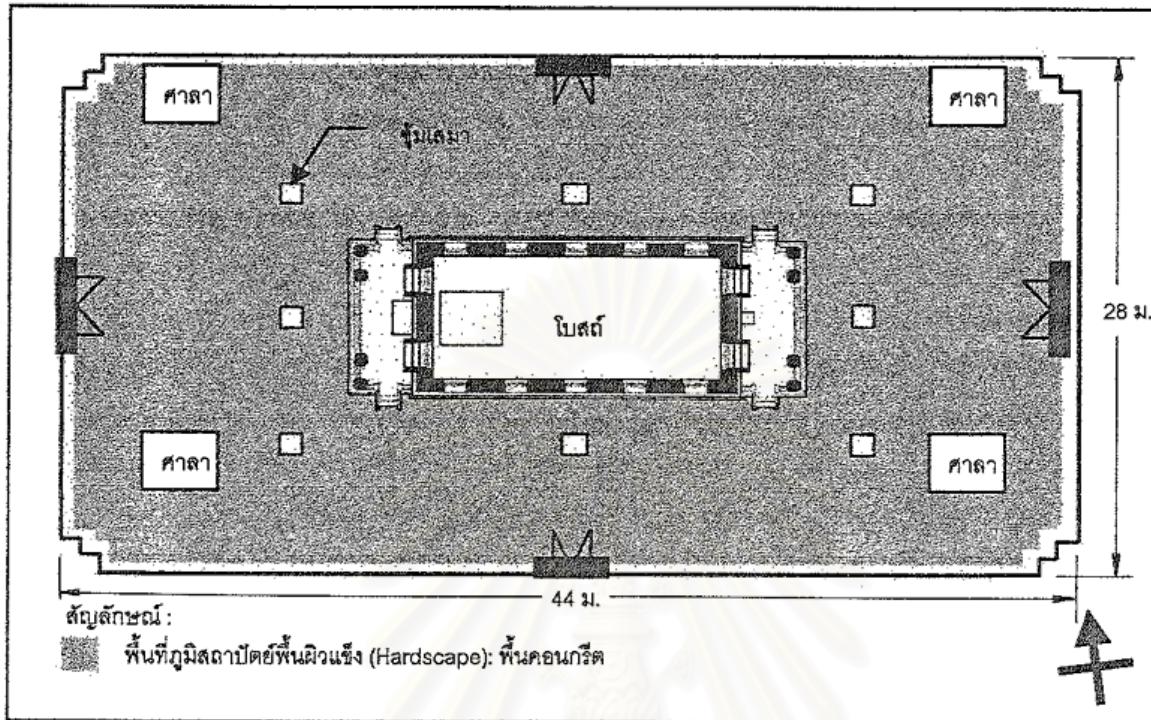 ศาลา
ศาลา
ซุ้มเสมา
โบสถ์
28 ม.
ศาลา
ศาลา
44 ม.
สัญลักษณ์ :
พื้นที่ภูมิสถาปัตย์พื้นผิวแข็ง (Hardscape): พื้นคอนกรีต